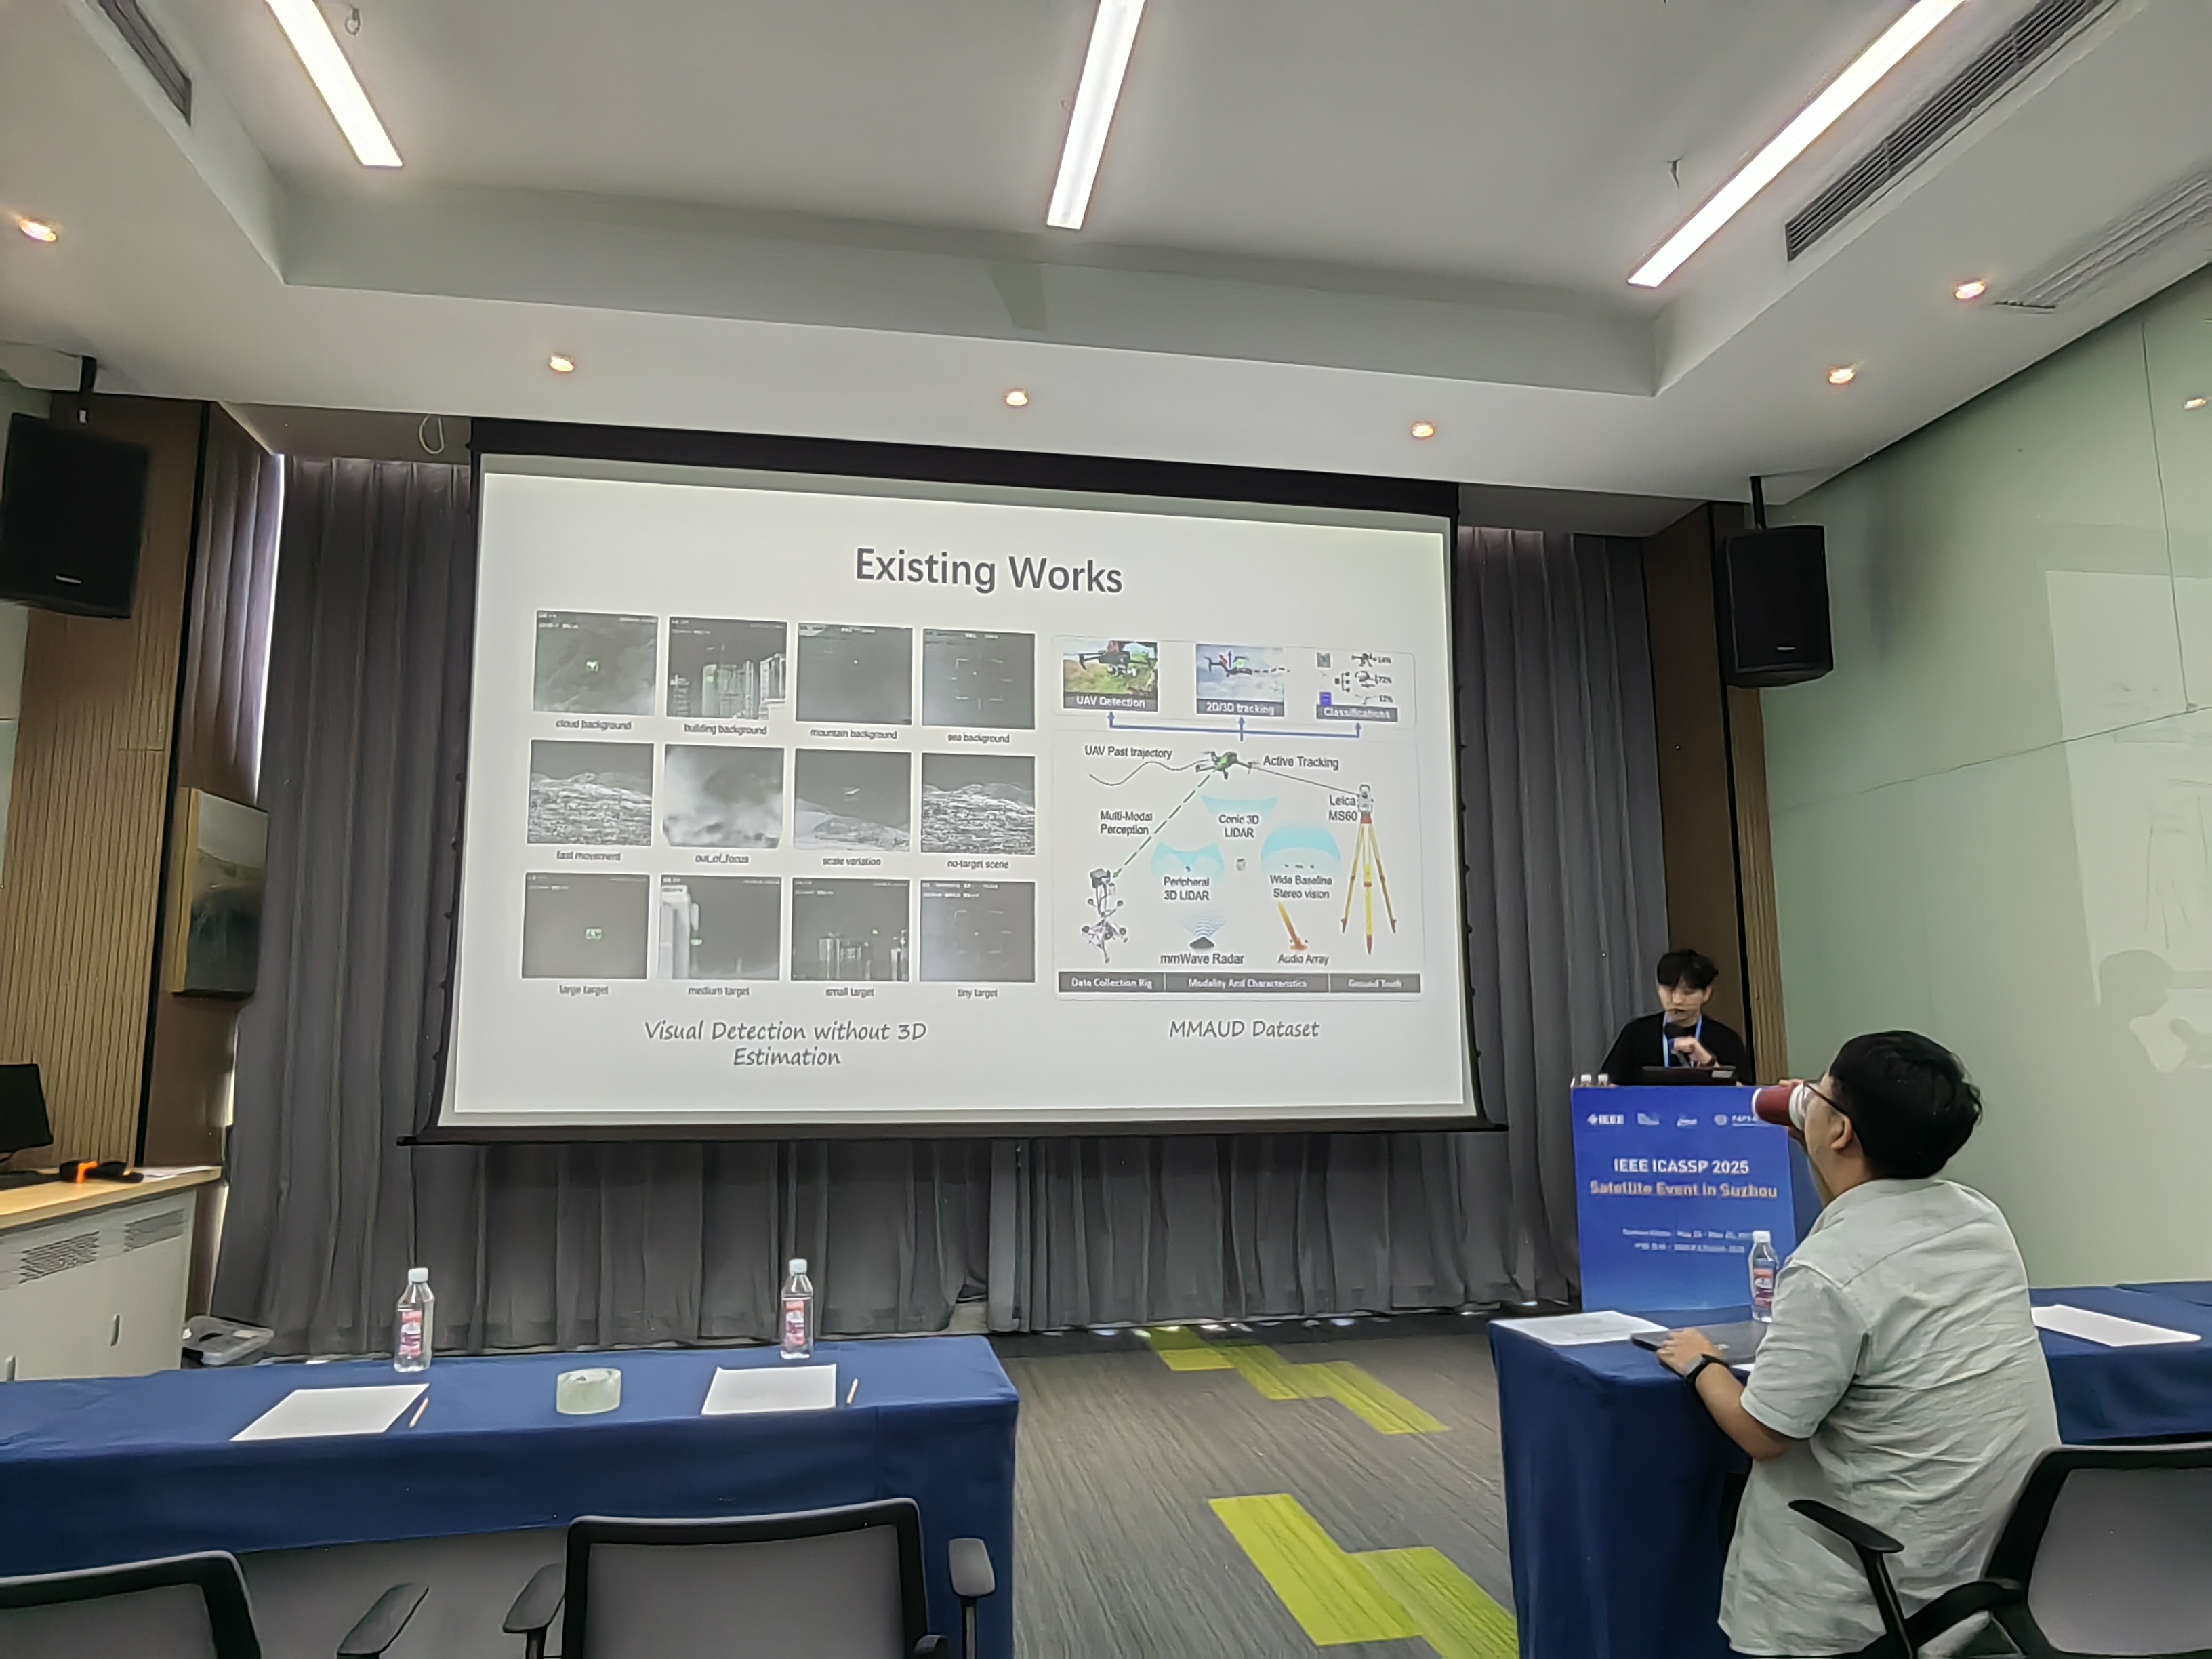 Existing Works
cloud background
building background
mountain background
sea background
fast movement
out_of_focus
scale variation
no-target scene
large target
medium target
small target
tiny target
Visual Detection without 3D
Estimation
UAV Detection
2D/3D tracking
Classifications
14%
72%
12%
UAV Past trajectory
Active Tracking
Multi-Modal
Perception
Conic 3D
LIDAR
Leica
MS60
Peripheral
3D LIDAR
Wide Baseline
Stereo vision
mmWave Radar
Audio Array
Data Collection Rig
Modality And Characteristics
Ground Truth
MMAUD Dataset
IEEE
IEEE ICASSP 2025
Satellite Event in Suzhou